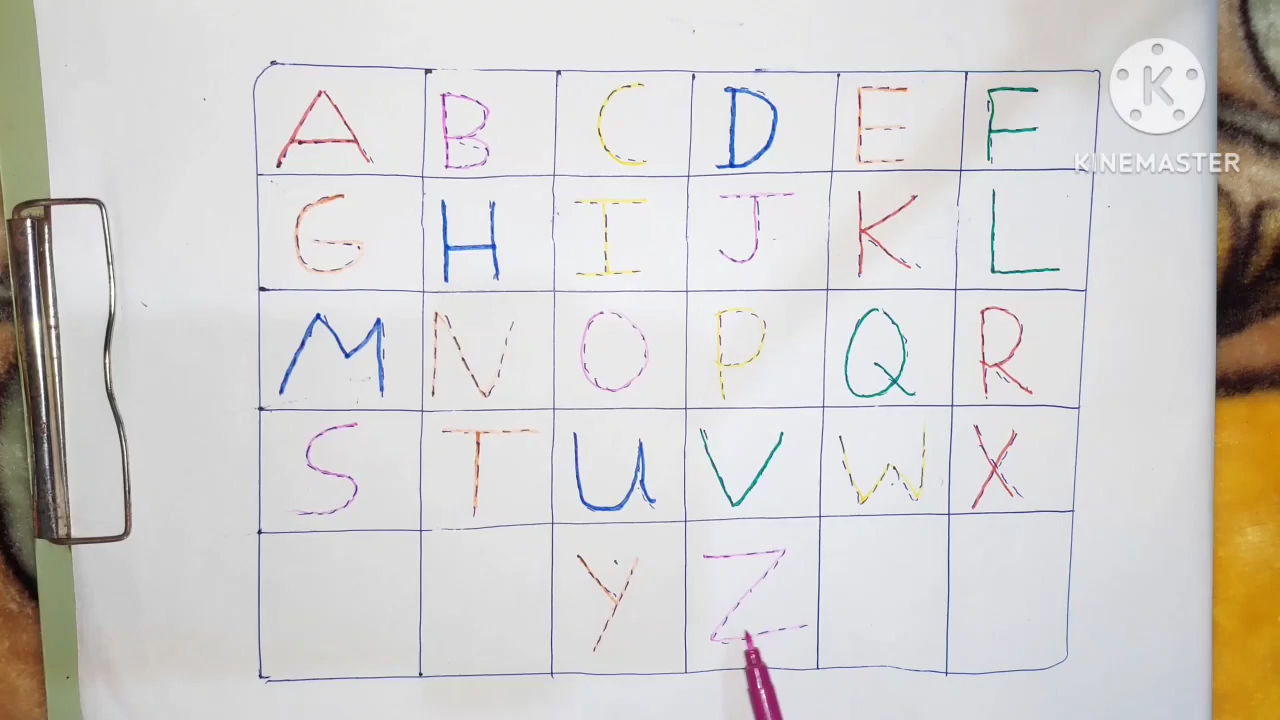 A B C D E F
K
KINEMASTER
G H I J K L
M N O P Q R
S T U V W X
Y Z